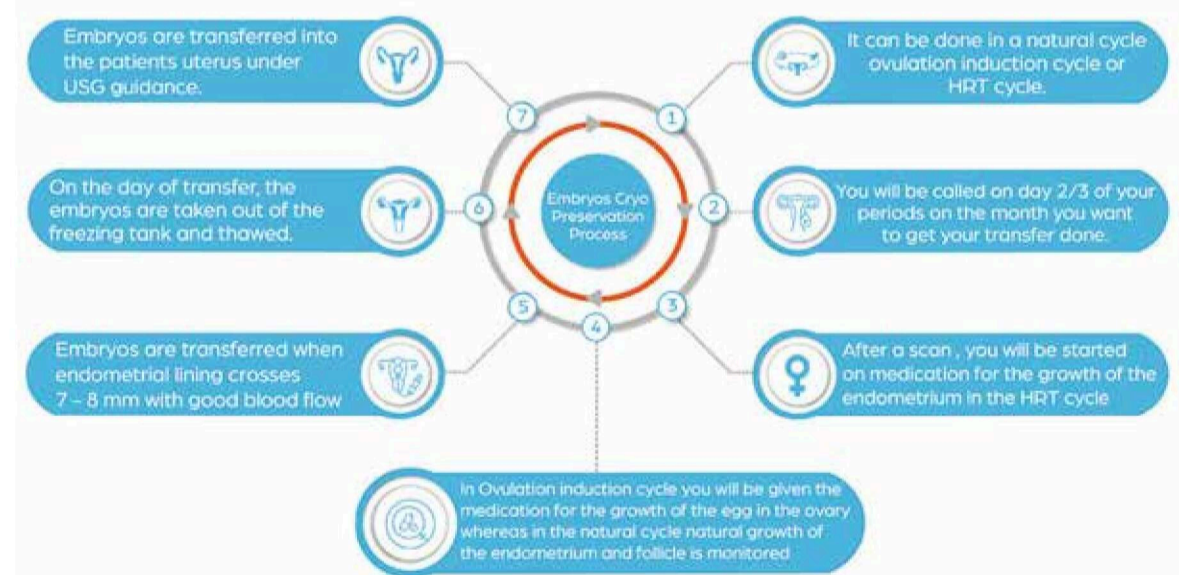 Embryos Cryo
Preservation
Process
1
It can be done in a natural cycle
ovulation induction cycle or
HRT cycle.
2
You will be called on day 2/3 of your
periods on the month you want
to get your transfer done.
3
After a scan , you will be started
on medication for the growth of the
endometrium in the HRT cycle
4
In Ovulation induction cycle you will be given the
medication for the growth of the egg in the ovary
whereas in the natural cycle natural growth of
the endometrium and follicle is monitored
5
Embryos are transferred when
endometrial lining crosses
7 – 8 mm with good blood flow
6
On the day of transfer, the
embryos are taken out of the
freezing tank and thawed.
7
Embryos are transferred into
the patients uterus under
USG guidance.